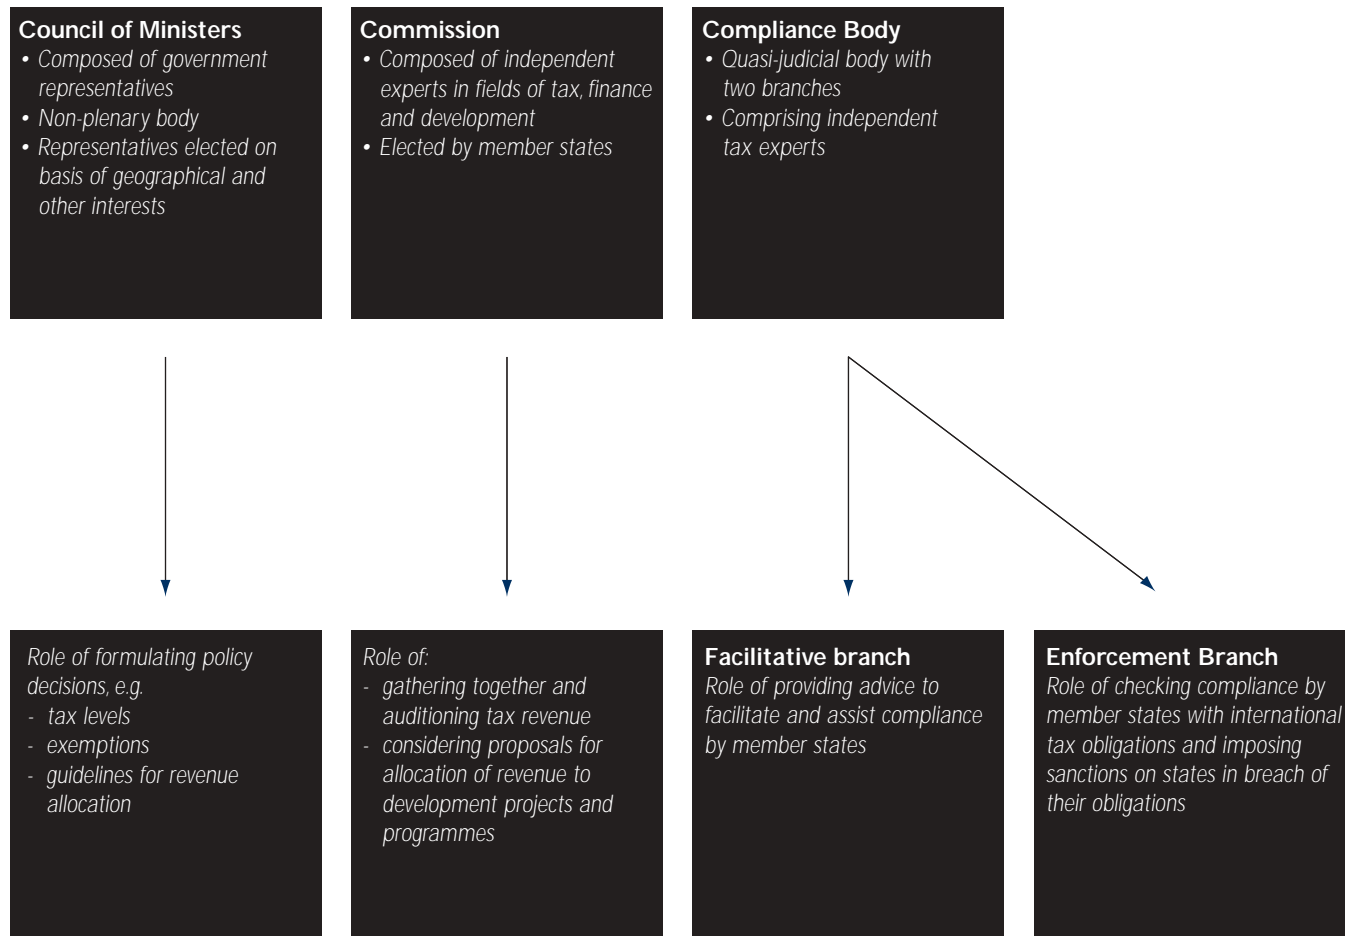 Council of Ministers
• Composed of government
representatives
• Non-plenary body
• Representatives elected on
basis of geographical and
other interests
Commission
• Composed of independent
experts in fields of tax, finance
and development
• Elected by member states
Compliance Body
• Quasi-judicial body with
two branches
• Comprising independent
tax experts
Role of formulating policy
decisions, e.g.
- tax levels
- exemptions
- guidelines for revenue
allocation
Role of:
- gathering together and
auditioning tax revenue
- considering proposals for
allocation of revenue to
development projects and
programmes
Facilitative branch
Role of providing advice to
facilitate and assist compliance
by member states
Enforcement Branch
Role of checking compliance by
member states with international
tax obligations and imposing
sanctions on states in breach of
their obligations